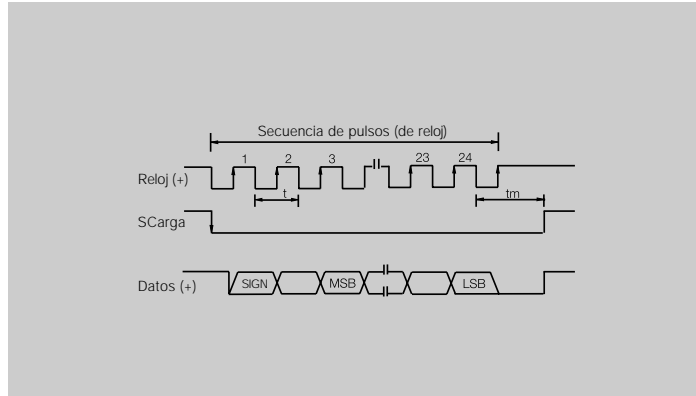 Secuencia de pulsos (de reloj)
1 2 3 23 24
Reloj (+)
t tm
SCarga
Datos (+) SIGN MSB LSB